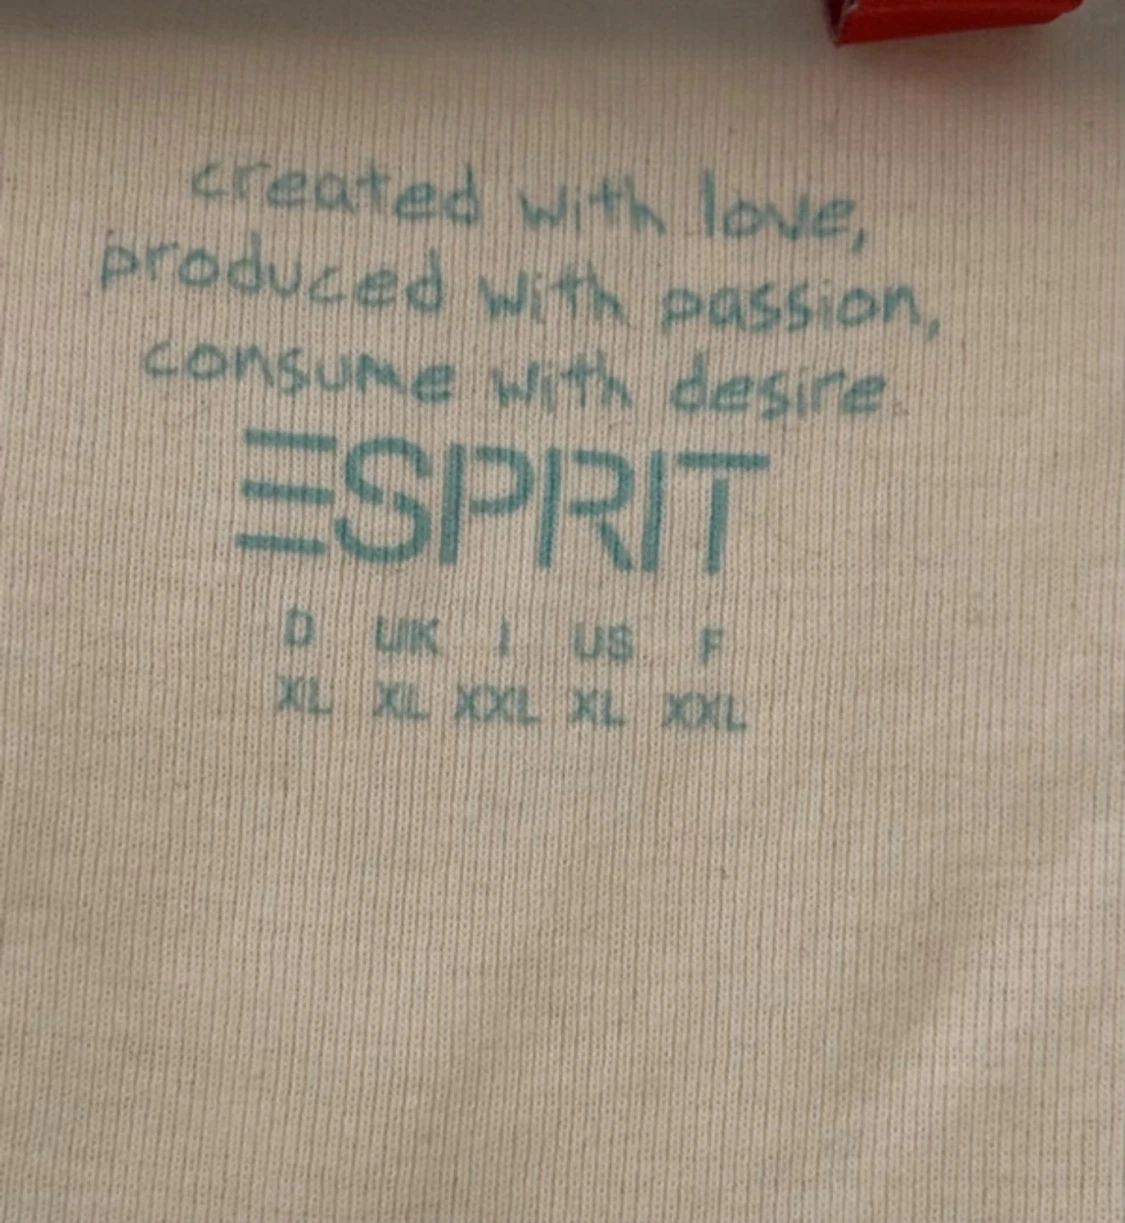 created with love,
produced with passion,
consume with desire.
ESPRIT
D UK I US F
XL XL XXL XL XXL